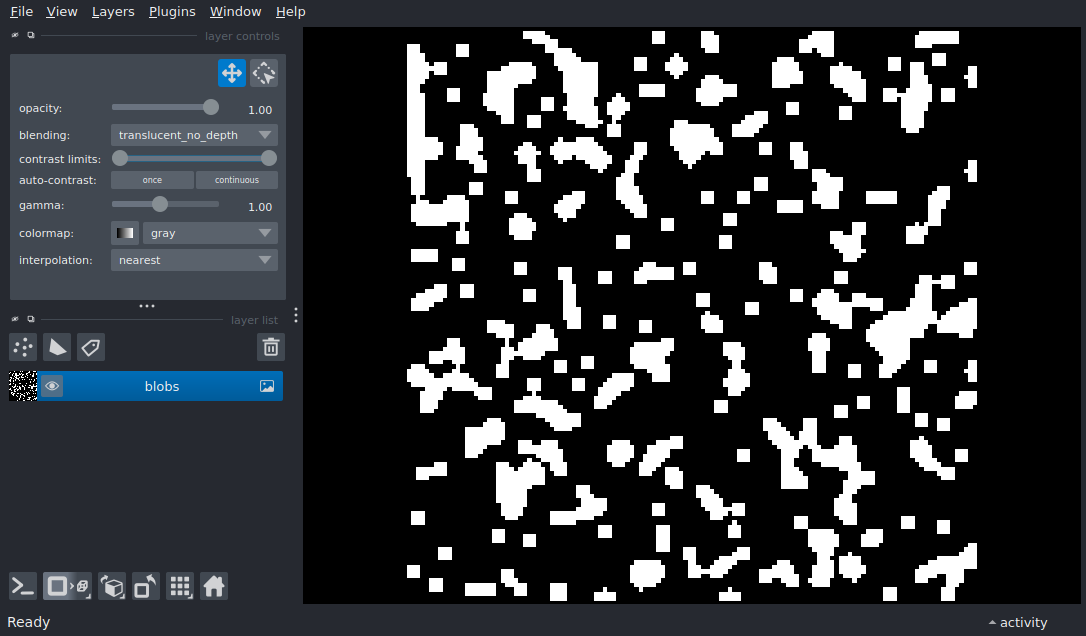 File View Layers Plugins Window Help
layer controls
opacity: 1.00
blending: translucent_no_depth
contrast limits:
auto-contrast: once continuous
gamma: 1.00
colormap: gray
interpolation: nearest
layer list
blobs
Ready activity